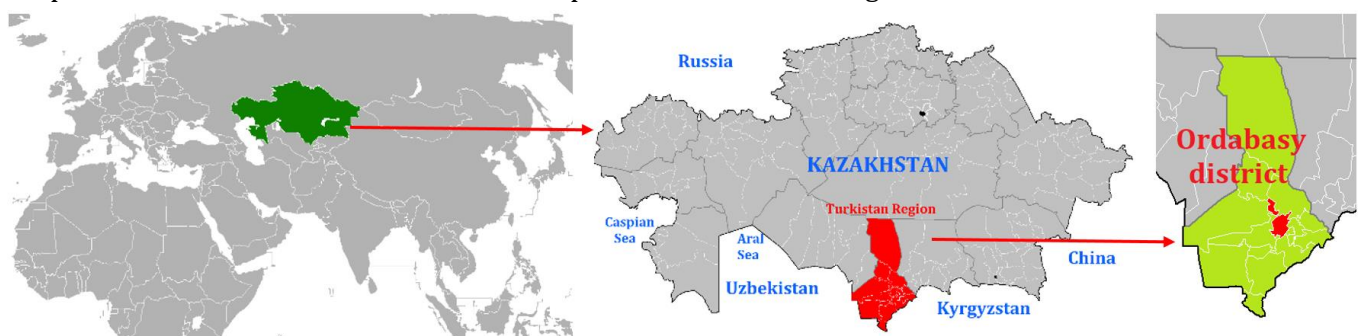 Russia
KAZAKHSTAN
Turkistan Region
Caspian
Sea
Aral
Sea
Uzbekistan
Kyrgyzstan
China
Ordabasy
district